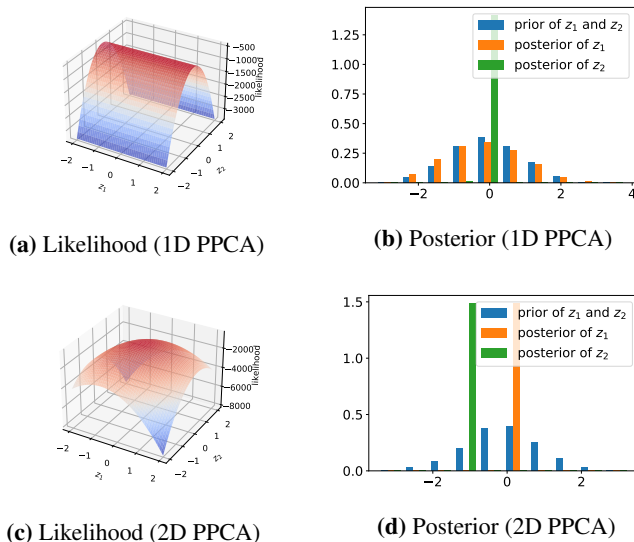 −500
−1000
−1500
−2000
−2500
−3000
likelihood
−2 −1 0 1 2
z₁
−2 −1 0 1 2
z₂
(a) Likelihood (1D PPCA)
1.25
1.00
0.75
0.50
0.25
0.00
prior of z₁ and z₂
posterior of z₁
posterior of z₂
−2 0 2 4
(b) Posterior (1D PPCA)
−2000
−4000
−6000
−8000
likelihood
−2 −1 0 1 2
z₁
−2 −1 0 1 2
z₂
(c) Likelihood (2D PPCA)
1.5
1.0
0.5
0.0
prior of z₁ and z₂
posterior of z₁
posterior of z₂
−2 0 2
(d) Posterior (2D PPCA)